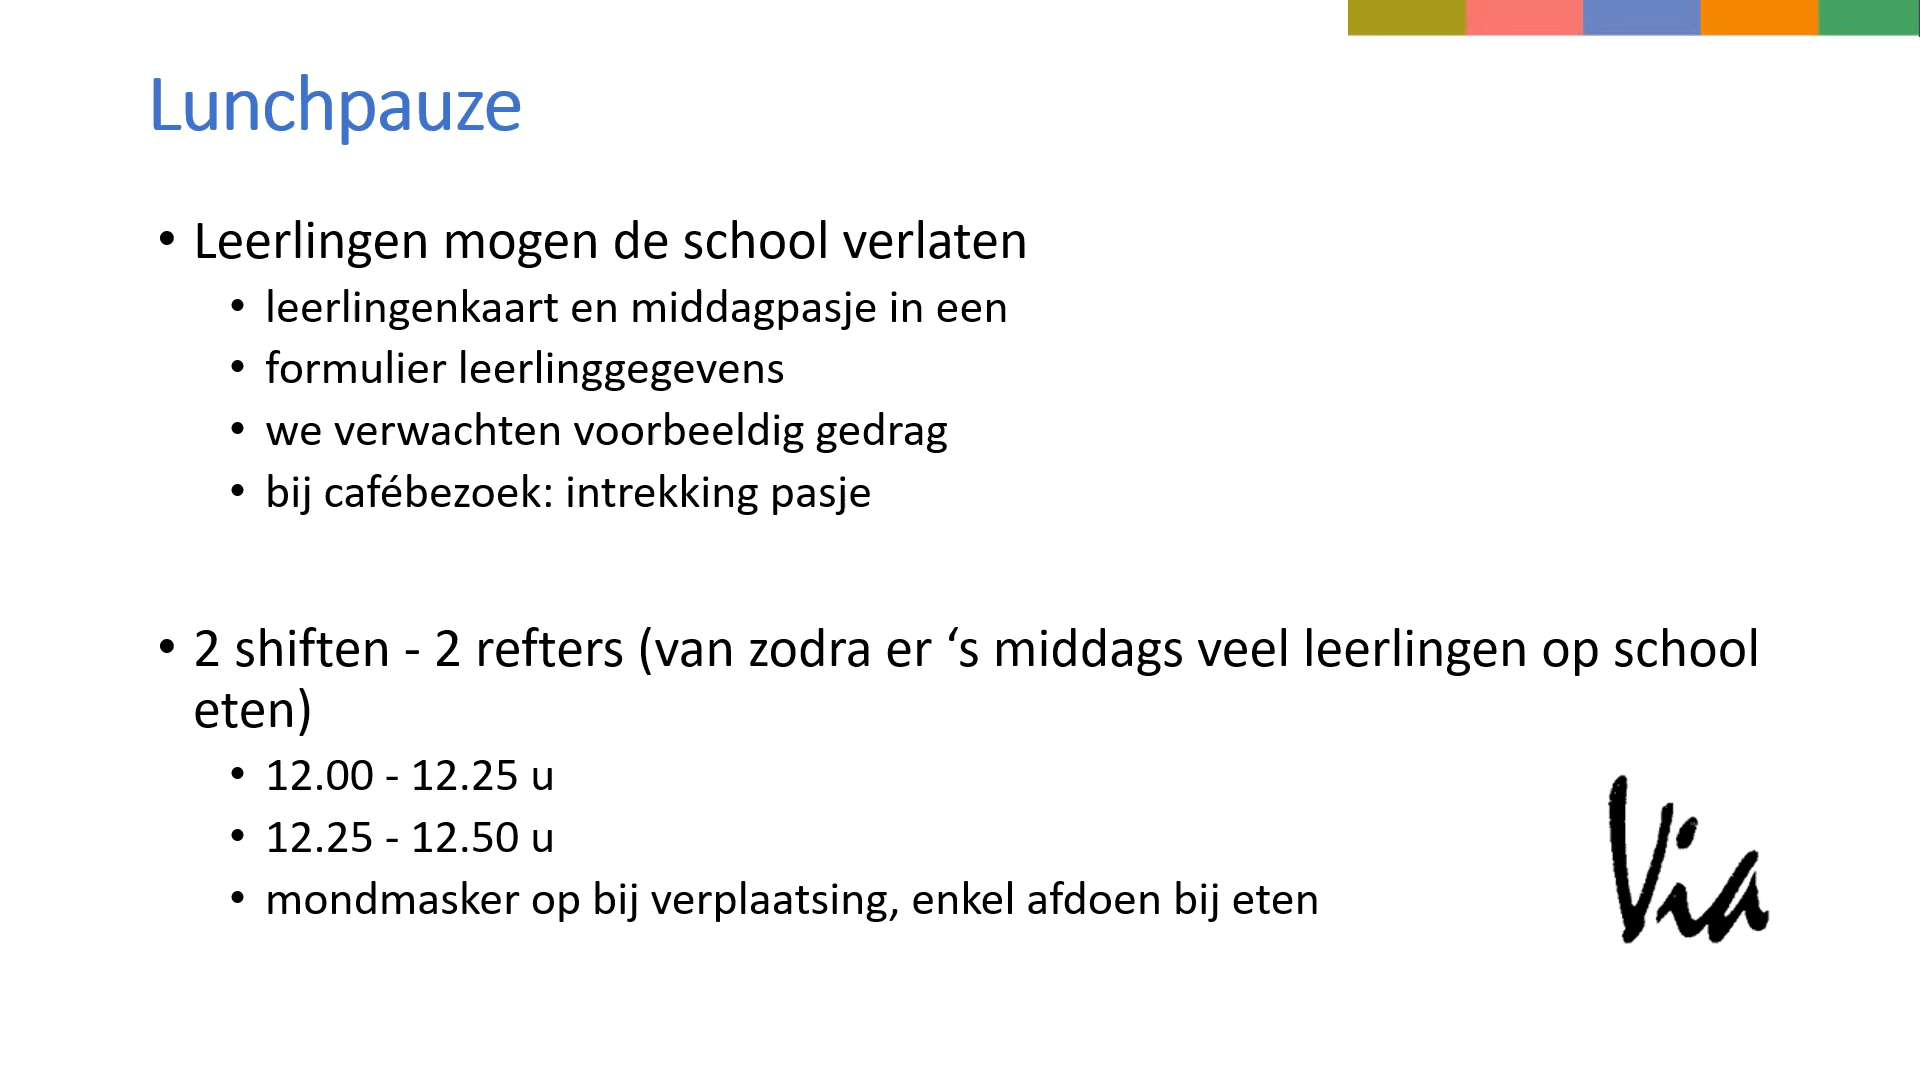 Lunchpauze
• Leerlingen mogen de school verlaten
• leerlingenkaart en middagpasje in een
• formulier leerlinggegevens
• we verwachten voorbeeldig gedrag
• bij cafébezoek: intrekking pasje
• 2 shiften - 2 refters (van zodra er ‘s middags veel leerlingen op school
eten)
• 12.00 - 12.25 u
• 12.25 - 12.50 u
• mondmasker op bij verplaatsing, enkel afdoen bij eten
Via